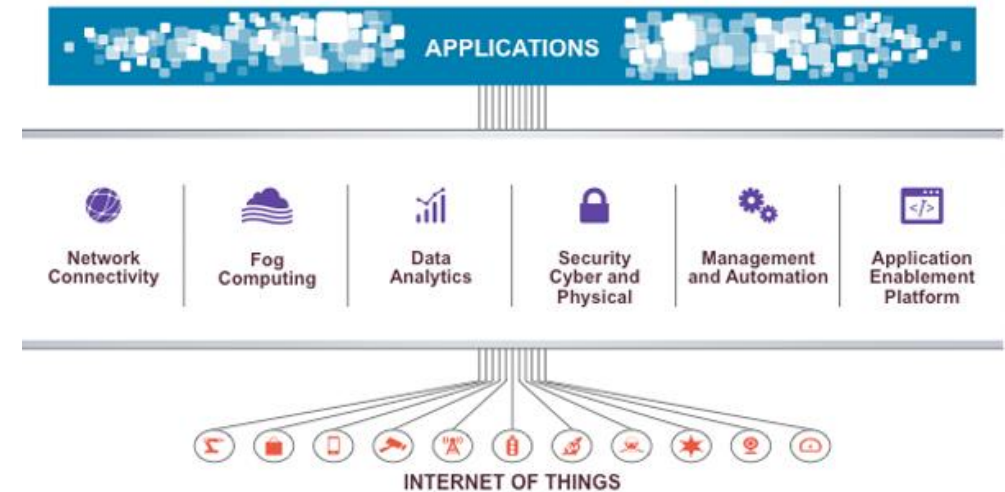 APPLICATIONS
Network
Connectivity
Fog
Computing
Data
Analytics
Security
Cyber and
Physical
Management
and Automation
Application
Enablement
Platform
</>
INTERNET OF THINGS